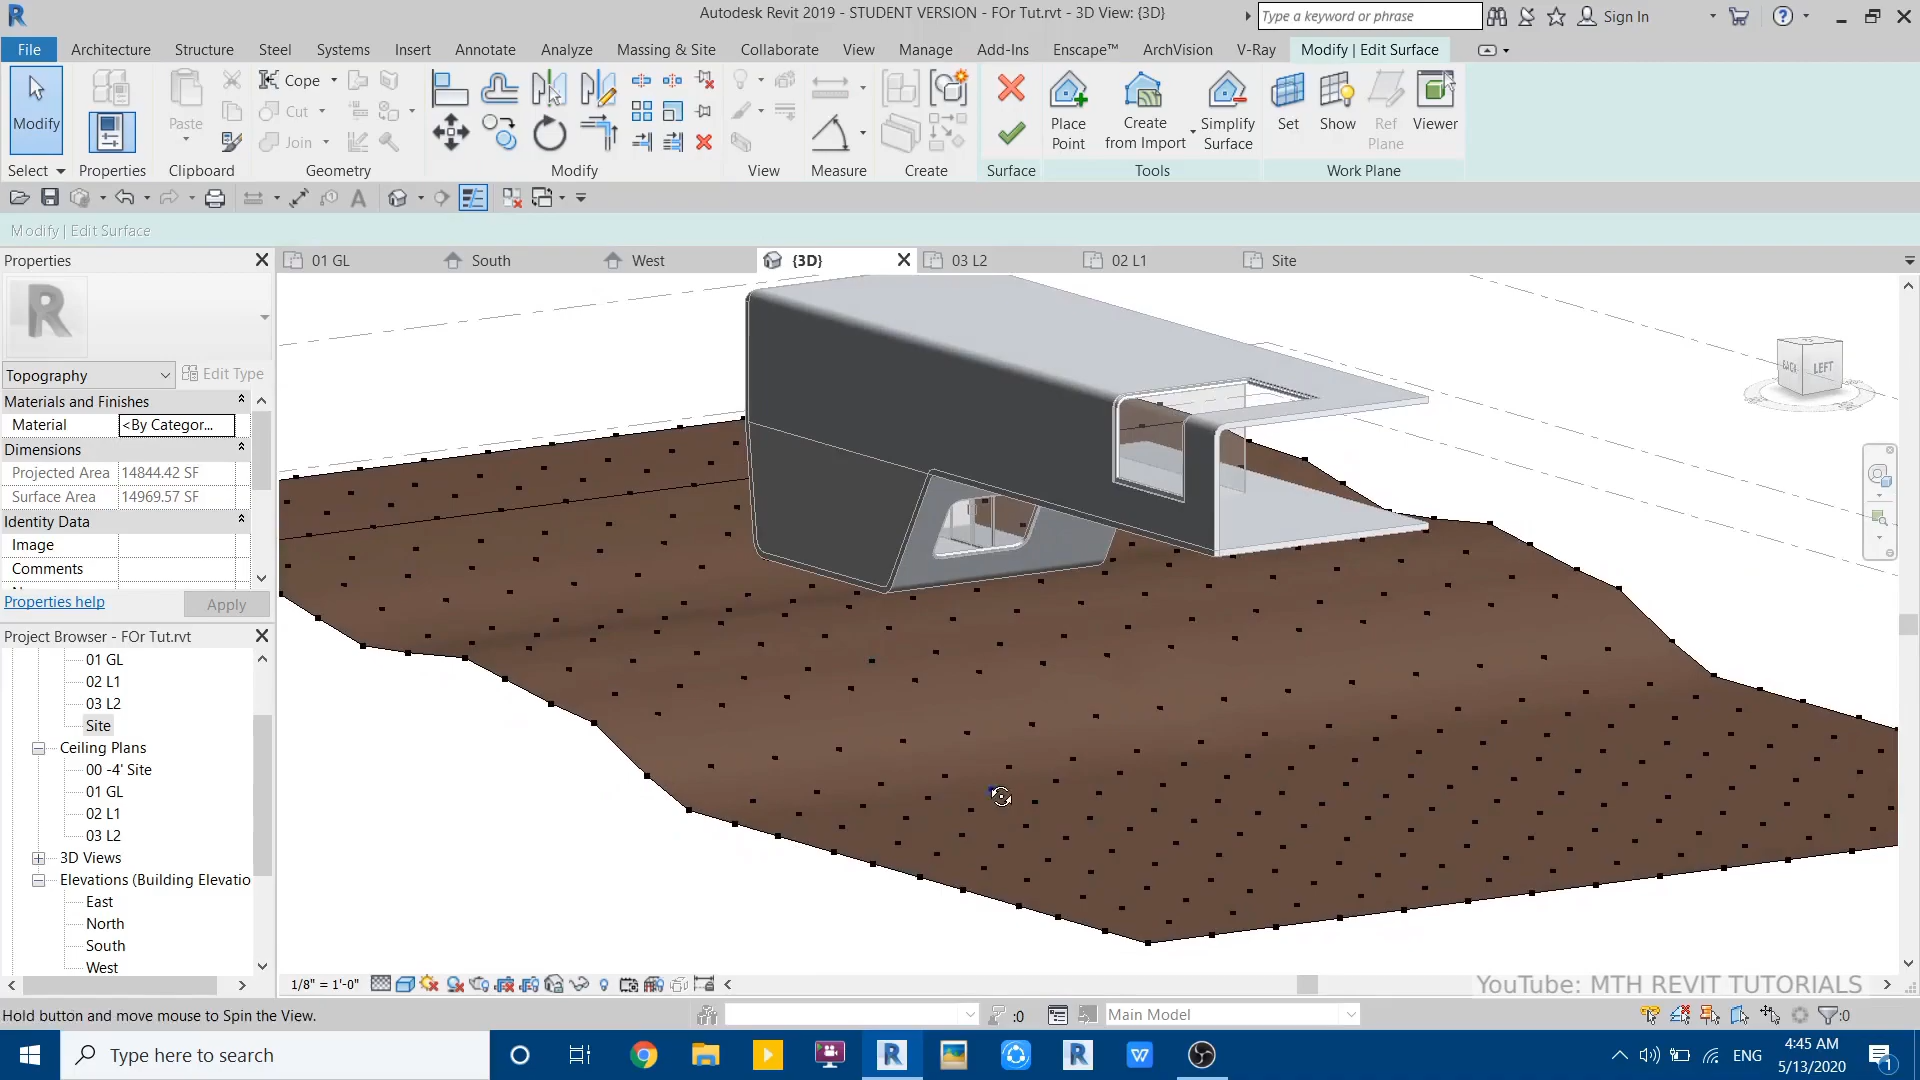 Autodesk Revit 2019 - STUDENT VERSION - FOr Tut.rvt - 3D View: {3D}
Type a keyword or phrase
Sign In
File Architecture Structure Steel Systems Insert Annotate Analyze Massing & Site Collaborate View Manage Add-Ins Enscape™ ArchVision V-Ray Modify | Edit Surface
Cope
Cut
Join
Modify
Paste
Place Point
Create from Import
Simplify Surface
Set
Show
Ref Plane
Viewer
Select Properties Clipboard Geometry Modify View Measure Create Surface Tools Work Plane
Modify | Edit Surface
Properties
01 GL South West {3D} 03 L2 02 L1 Site
Topography Edit Type
Materials and Finishes
Material <By Categor...
Dimensions
Projected Area 14844.42 SF
Surface Area 14969.57 SF
Identity Data
Image
Comments
Properties help Apply
Project Browser - FOr Tut.rvt
01 GL
02 L1
03 L2
Site
Ceiling Plans
00 -4' Site
01 GL
02 L1
03 L2
3D Views
Elevations (Building Elevatio
East
North
South
West
BACK LEFT
1/8" = 1'-0"
YouTube: MTH REVIT TUTORIALS
Hold button and move mouse to Spin the View.
:0
Main Model
:0
Type here to search
ENG
4:45 AM
5/13/2020
1